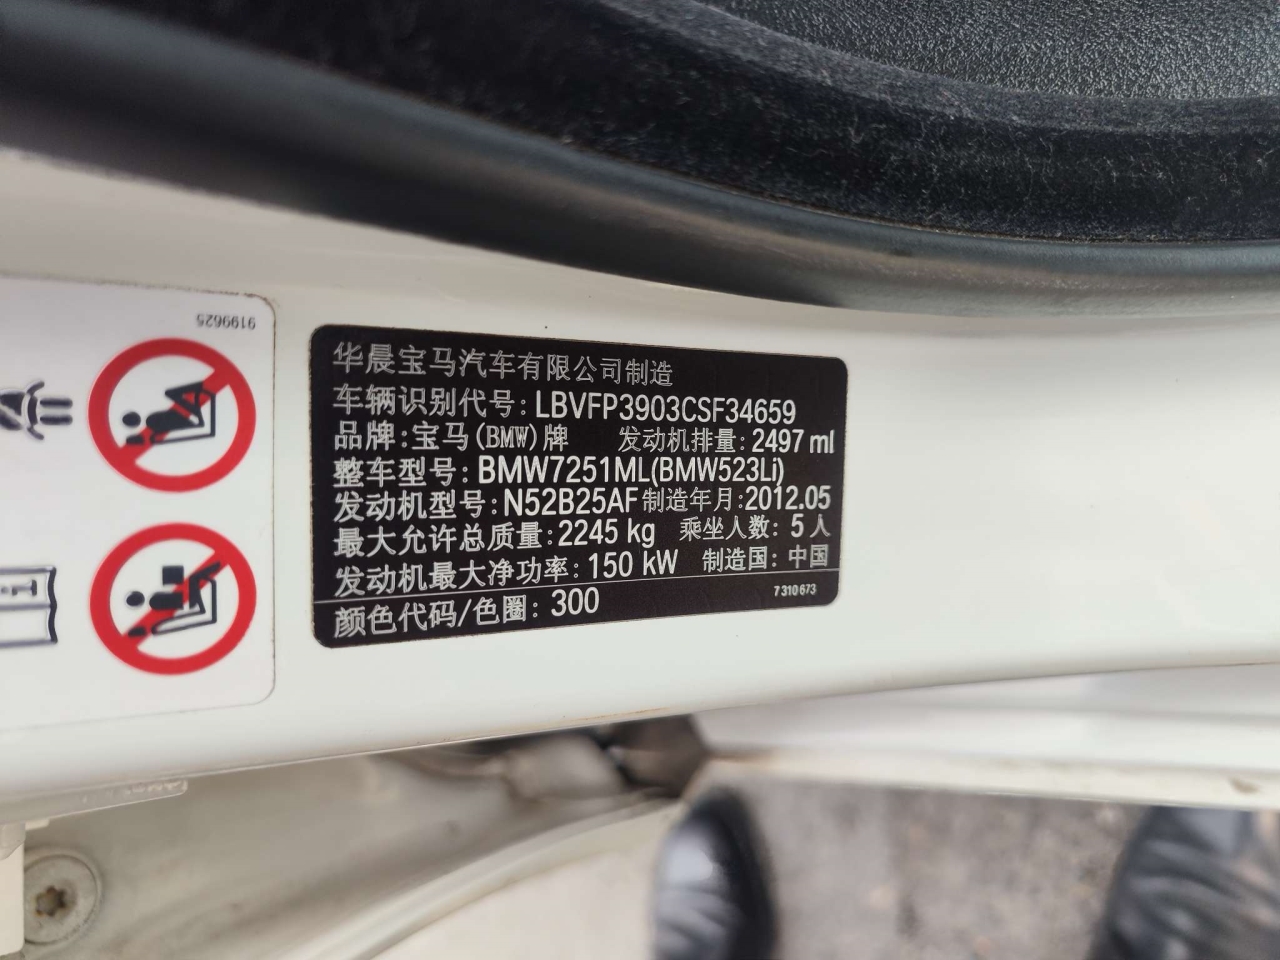 9199625
华晨宝马汽车有限公司制造
车辆识别代号:LBVFP3903CSF34659
品牌:宝马(BMW)牌 发动机排量:2497 ml
整车型号:BMW7251ML(BMW523Li)
发动机型号:N52B25AF 制造年月:2012.05
最大允许总质量:2245 kg 乘坐人数:5人
发动机最大净功率:150 kW 制造国:中国
颜色代码/色圈:300 7310673